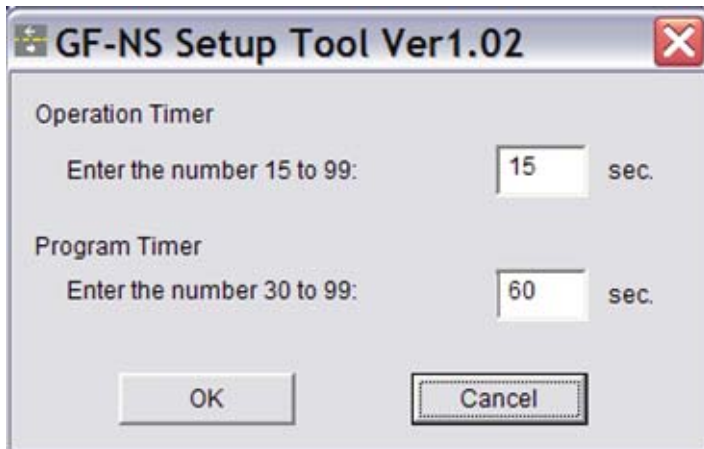 GF-NS Setup Tool Ver1.02
Operation Timer
Enter the number 15 to 99: 15 sec.
Program Timer
Enter the number 30 to 99: 60 sec.
OK Cancel